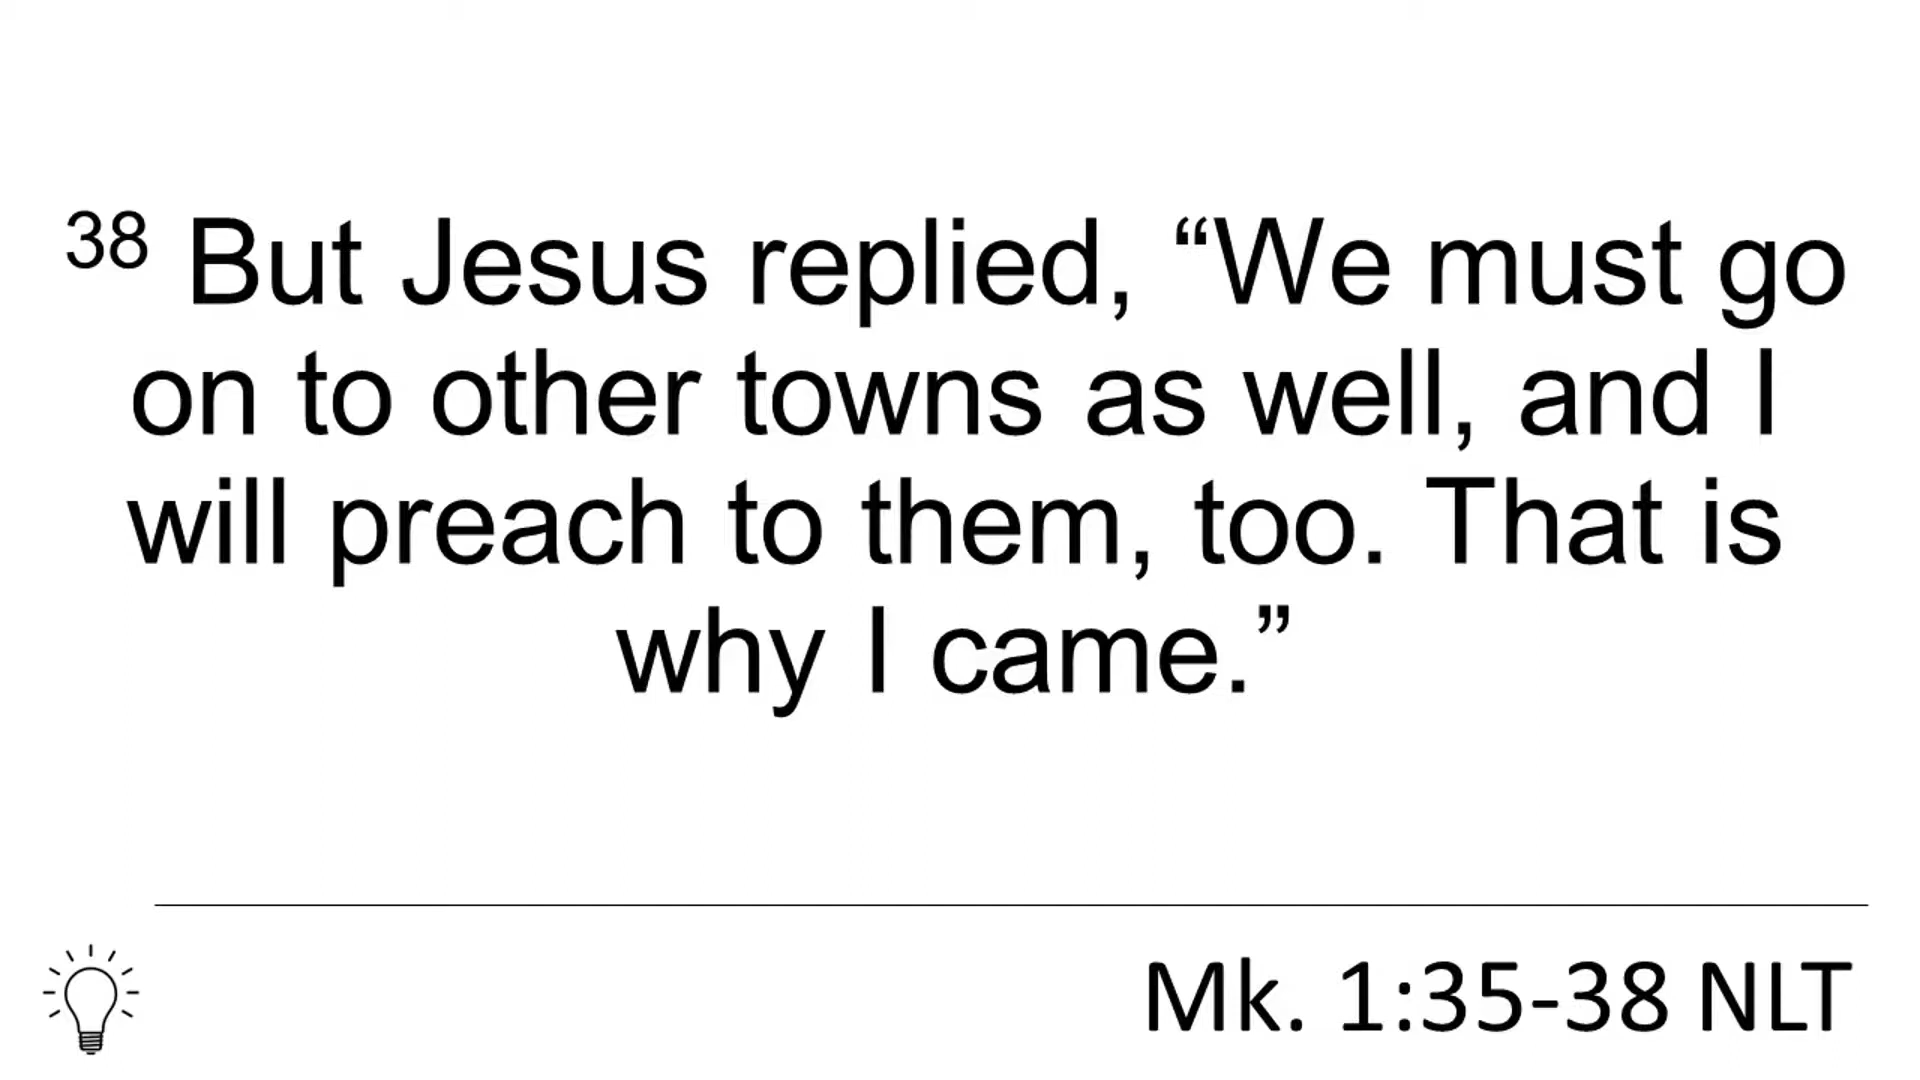 38 But Jesus replied, “We must go
on to other towns as well, and I
will preach to them, too. That is
why I came.”
Mk. 1:35-38 NLT